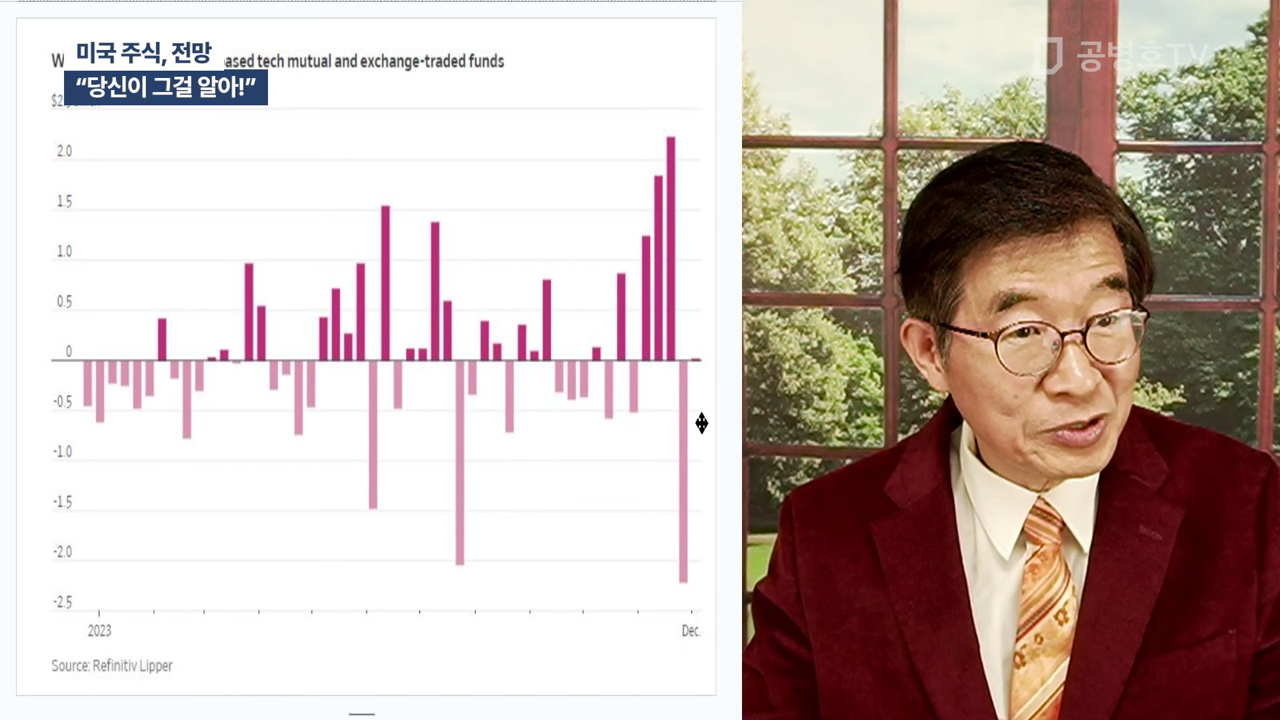 미국 주식, 전망
“당신이 그걸 알아!”
W
ased tech mutual and exchange-traded funds
공병호TV
2.0
1.5
1.0
0.5
0
-0.5
-1.0
-1.5
-2.0
-2.5
2023
Dec.
Source: Refinitiv Lipper